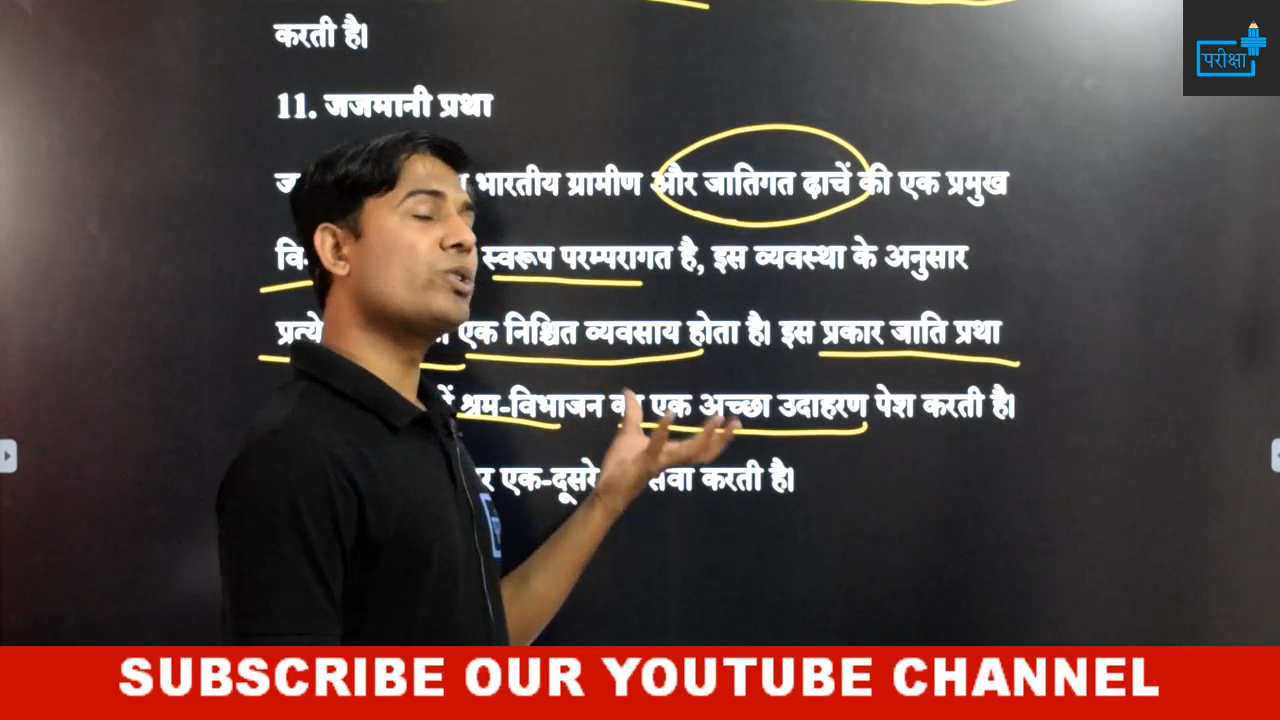 करती है।
परीक्षा
11. जजमानी प्रथा
भारतीय ग्रामीण और जातिगत ढ़ाचें की एक प्रमुख
स्वरूप परम्परागत है, इस व्यवस्था के अनुसार
एक निश्चित व्यवसाय होता है। इस प्रकार जाति प्रथा
श्रम-विभाजन का एक अच्छा उदाहरण पेश करती है।
एक-दूसरे करती है।
SUBSCRIBE OUR YOUTUBE CHANNEL